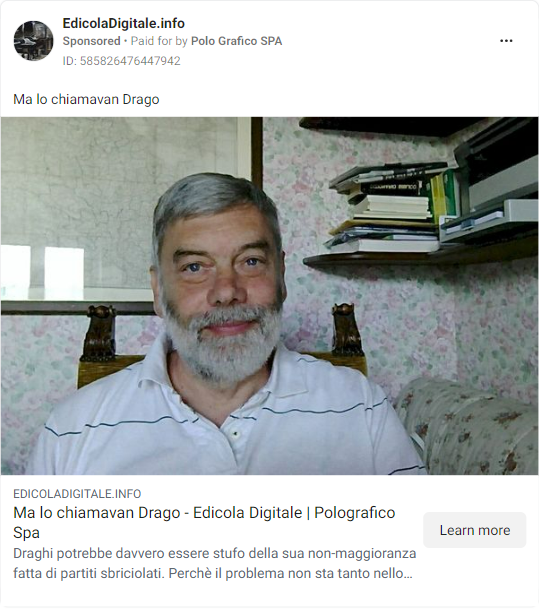 EdicolaDigitale.info
Sponsored • Paid for by Polo Grafico SPA
ID: 585826476447942
Ma lo chiamavan Drago
EDICOLADIGITALE.INFO
Ma lo chiamavan Drago - Edicola Digitale | Polografico
Spa
Learn more
Draghi potrebbe davvero essere stufo della sua non-maggioranza
fatta di partiti sbriciolati. Perchè il problema non sta tanto nello...